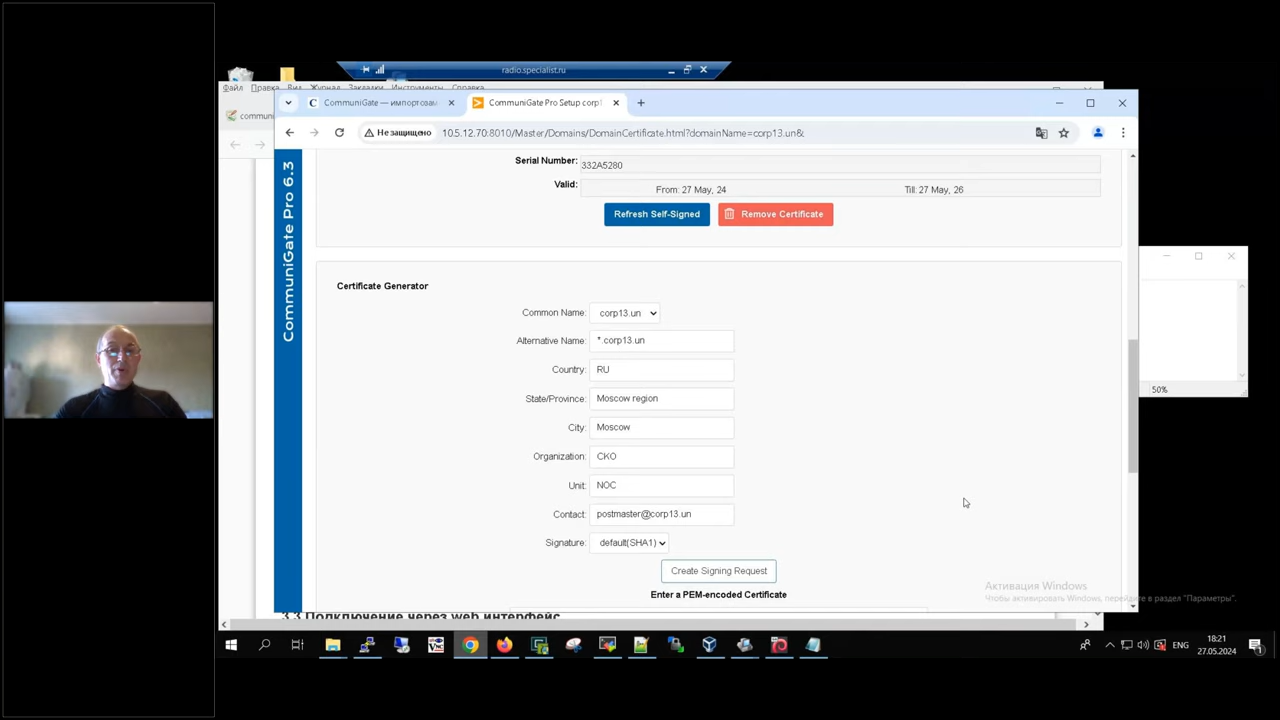 radio.specialist.ru
Файл Правка Вид Журнал Закладки Инструменты Справка
CommuniGate — импортозам
CommuniGate Pro Setup corp1
Не защищено
10.5.12.70:8010/Master/Domains/DomainCertificate.html?domainName=corp13.un&
CommuniGate Pro 6.3
Serial Number: 332A5280
Valid: From: 27 May, 24 Till: 27 May, 26
Refresh Self-Signed Remove Certificate
Certificate Generator
Common Name: corp13.un
Alternative Name: *.corp13.un
Country: RU
State/Province: Moscow region
City: Moscow
Organization: CKO
Unit: NOC
Contact: postmaster@corp13.un
Signature: default(SHA1)
Create Signing Request
Enter a PEM-encoded Certificate
50%
Активация Windows
Чтобы активировать Windows, перейдите в раздел "Параметры".
3.3 Подключение через web интерфейс
ENG
18:21
27.05.2024